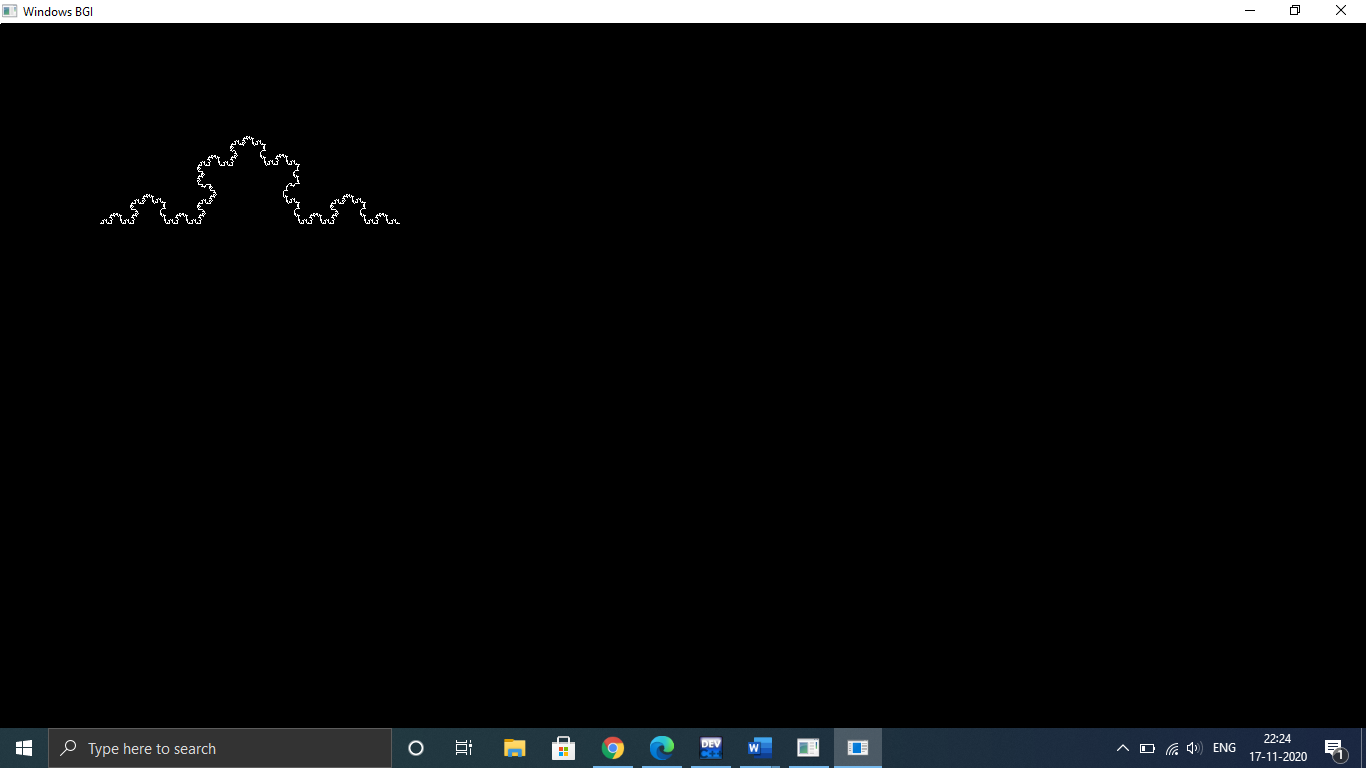 Windows BGI
Type here to search
DEV
C++
W
ENG
22:24
17-11-2020
1